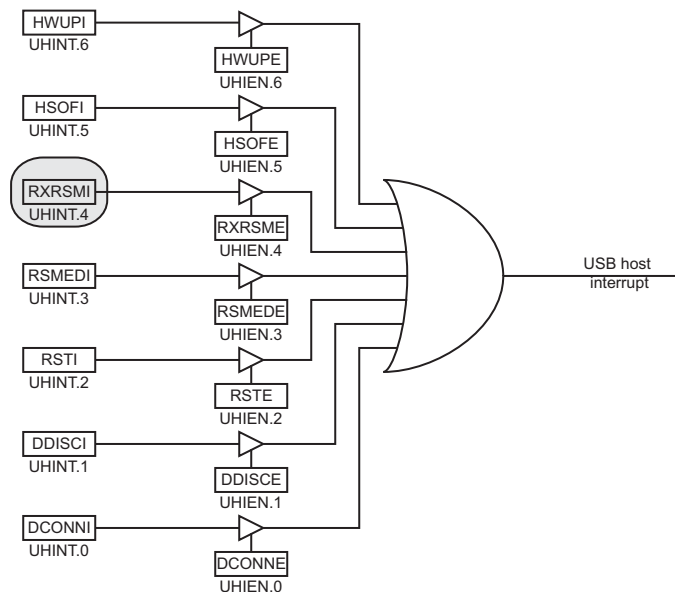 HWUPI
UHINT.6
HWUPE
UHIEN.6
HSOFI
UHINT.5
HSOFE
UHIEN.5
RXRSMI
UHINT.4
RXRSME
UHIEN.4
RSMEDI
UHINT.3
RSMEDE
UHIEN.3
USB host
interrupt
RSTI
UHINT.2
RSTE
UHIEN.2
DDISCI
UHINT.1
DDISCE
UHIEN.1
DCONNI
UHINT.0
DCONNE
UHIEN.0